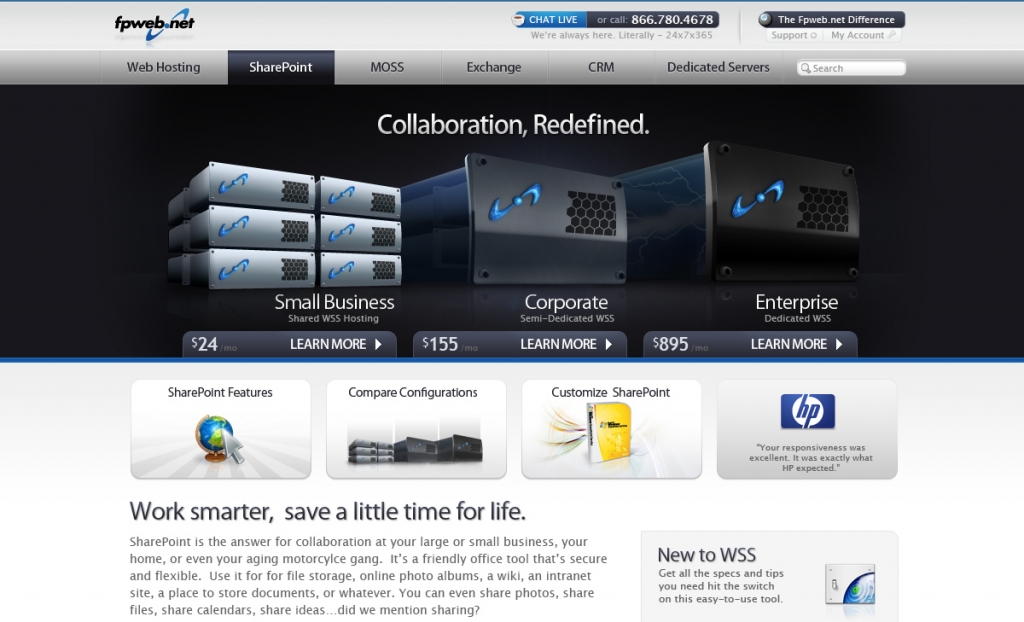 fpweb.net
CHAT LIVE or call: 866.780.4678
We're always here. Literally - 24x7x365
The Fpweb.net Difference
Support My Account
Web Hosting SharePoint MOSS Exchange CRM Dedicated Servers Search
Collaboration, Redefined.
Small Business
Shared WSS Hosting
$24 /mo LEARN MORE
Corporate
Semi-Dedicated WSS
$155 /mo LEARN MORE
Enterprise
Dedicated WSS
$895 /mo LEARN MORE
SharePoint Features
Compare Configurations
Customize SharePoint
hp
"Your responsiveness was
excellent. It was exactly what
HP expected."
Work smarter, save a little time for life.
SharePoint is the answer for collaboration at your large or small business, your
home, or even your aging motorcylce gang. It's a friendly office tool that's secure
and flexible. Use it for for file storage, online photo albums, a wiki, an intranet
site, a place to store documents, or whatever. You can even share photos, share
files, share calendars, share ideas...did we mention sharing?
New to WSS
Get all the specs and tips
you need hit the switch
on this easy-to-use tool.